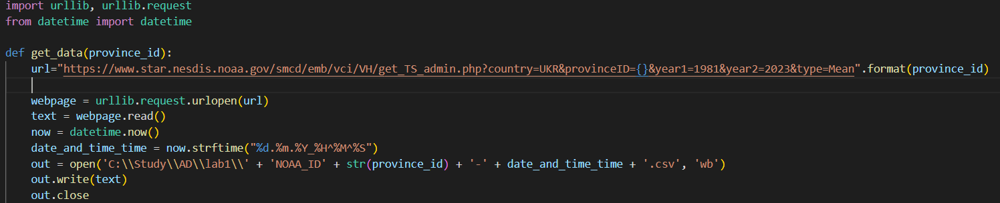 import urllib, urllib.request
from datetime import datetime
def get_data(province_id):
url="https://www.star.nesdis.noaa.gov/smcd/emb/vci/VH/get_TS_admin.php?country=UKR&provinceID={}&year1=1981&year2=2023&type=Mean".format(province_id)
webpage = urllib.request.urlopen(url)
text = webpage.read()
now = datetime.now()
date_and_time_time = now.strftime("%d.%m.%Y_%H^%M^%S")
out = open('C:\\Study\\AD\\lab1\\' + 'NOAA_ID' + str(province_id) + '-' + date_and_time_time + '.csv', 'wb')
out.write(text)
out.close